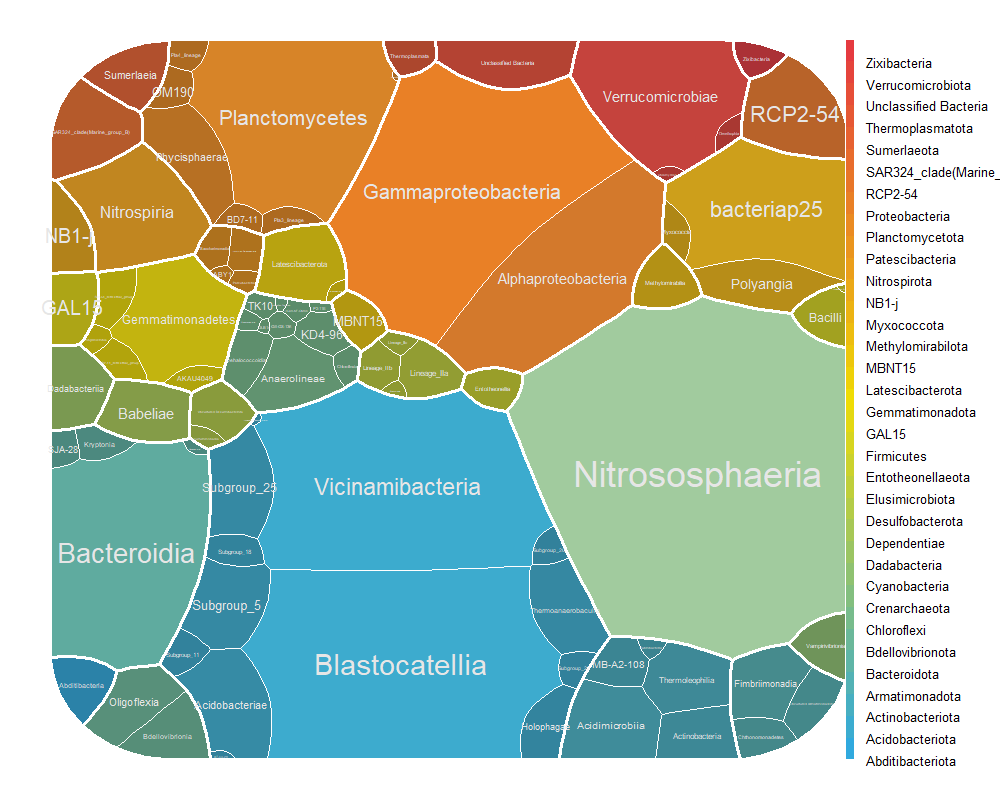 Pla4_lineage
Thermoplasmata
Unclassified Bacteria
Zixibacteria
Sumerlaeia
OM190
Planctomycetes
Verrucomicrobiae
RCP2-54
SAR324_clade(Marine_group_B)
Phycisphaerae
Gammaproteobacteria
Nitrospiria
BD7-11
Pla3_lineage
bacteriap25
NB1-j
Myxococcia
Latescibacterota
ABY1
Alphaproteobacteria
Methylomirabilia
Polyangia
GAL15
Gemmatimonadetes
TK10
MBNT15
KD4-96
Bacilli
Lineage_IIb
Lineage_IIa
Anaerolineae
AKAU4049
Dadabacteriia
Entotheonellia
Babeliae
JA-28
Kryptonia
Nitrososphaeria
Vicinamibacteria
Subgroup_25
Bacteroidia
Subgroup_18
Subgroup_5
Thermoanaerobaculia
Subgroup_11
Blastocatellia
MB-A2-108
Vampirivibrionia
Thermoleophilia
Fimbriimonadia
Abditibacteria
Oligoflexia
Acidobacteriae
Holophagae
Acidimicrobiia
Bdellovibrionia
Actinobacteria
Chthonomonadetes
Zixibacteria
Verrucomicrobiota
Unclassified Bacteria
Thermoplasmatota
Sumerlaeota
SAR324_clade(Marine_
RCP2-54
Proteobacteria
Planctomycetota
Patescibacteria
Nitrospirota
NB1-j
Myxococcota
Methylomirabilota
MBNT15
Latescibacterota
Gemmatimonadota
GAL15
Firmicutes
Entotheonellaeota
Elusimicrobiota
Desulfobacterota
Dependentiae
Dadabacteria
Cyanobacteria
Crenarchaeota
Chloroflexi
Bdellovibrionota
Bacteroidota
Armatimonadota
Actinobacteriota
Acidobacteriota
Abditibacteriota